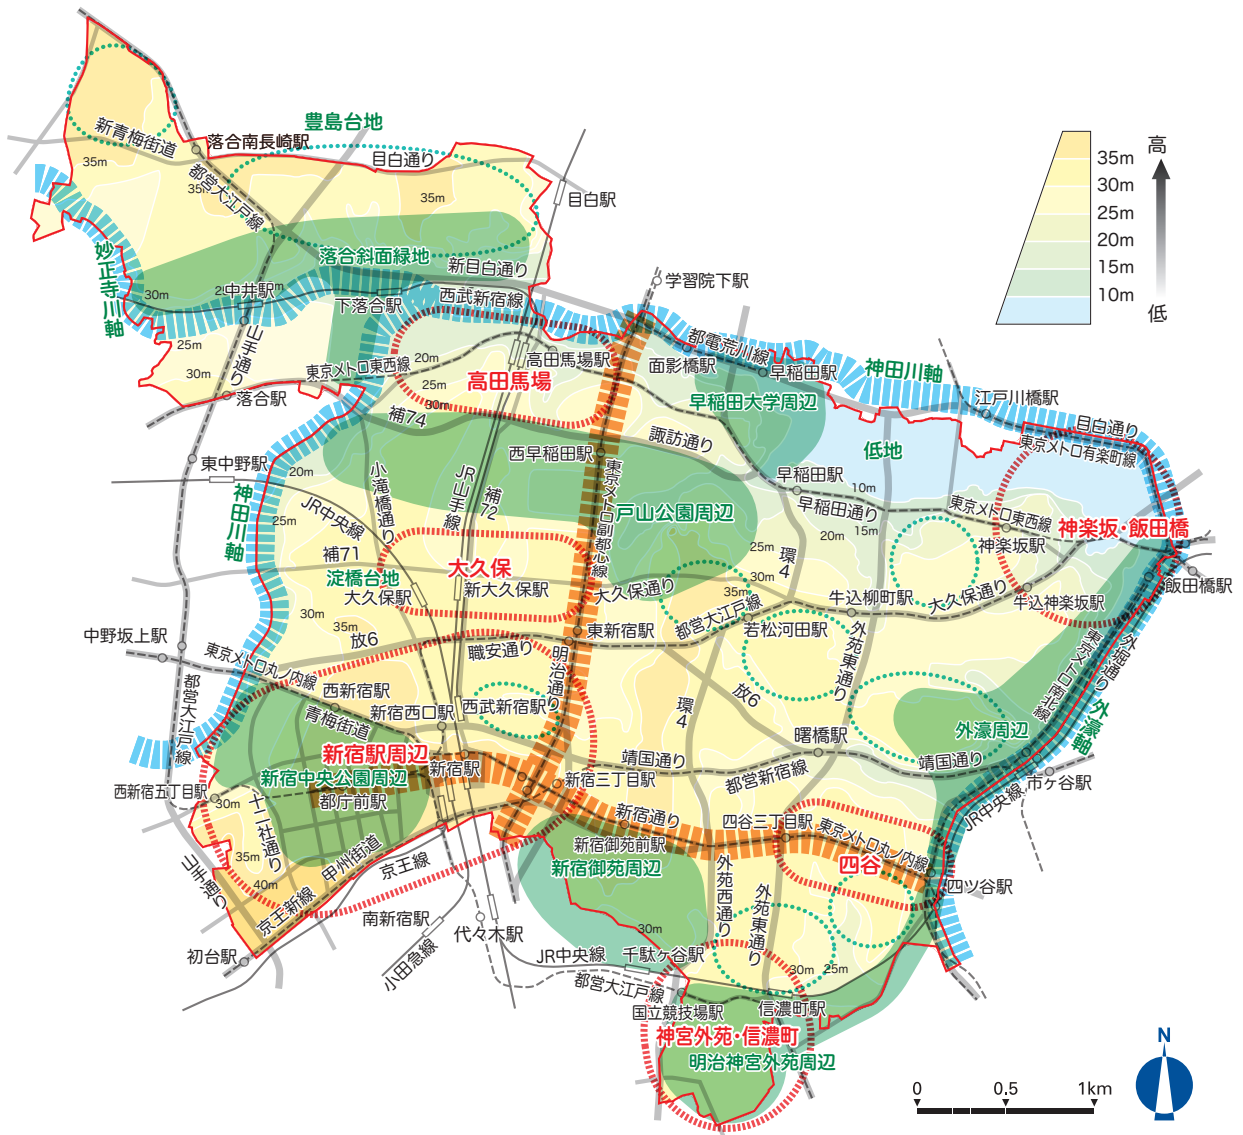 豊島台地
新青梅街道
落合南長崎駅
目白通り
35m
35m
都営大江戸線
35m
目白駅
高
35m
30m
25m
20m
15m
10m
低
妙正寺川軸
落合斜面緑地
新目白通り
学習院下駅
30m
中井駅
下落合駅
西武新宿線
山手通り
25m
30m
東京メトロ東西線
20m
25m
30m
高田馬場駅
高田馬場
面影橋駅
都電荒川線
早稲田駅
神田川軸
江戸川橋駅
目白通り
東京メトロ有楽町線
落合駅
補74
早稲田大学周辺
諏訪通り
低地
西早稲田駅
東中野駅
20m
神田川軸
25m
小滝橋通り
JR中央線
JR山手線
補72
東京メトロ副都心線
戸山公園周辺
早稲田駅
10m
早稲田通り
20m
15m
東京メトロ東西線
神楽坂・飯田橋
神楽坂駅
飯田橋駅
補71
淀橋台地
大久保
大久保駅
新大久保駅
25m
環4
30m
35m
大久保通り
都営大江戸線
若松河田駅
牛込柳町駅
大久保通り
牛込神楽坂駅
30m
35m
放6
職安通り
東新宿駅
明治通り
外苑東通り
外堀通り
東京メトロ南北線
外濠軸
中野坂上駅
東京メトロ丸ノ内線
都営大江戸線
西新宿駅
青梅街道
新宿西口駅
西武新宿駅
環4
放6
外濠周辺
曙橋駅
靖国通り
都営新宿線
靖国通り
市ヶ谷駅
JR中央線
新宿駅周辺
新宿中央公園周辺
都庁前駅
新宿駅
新宿三丁目駅
西新宿五丁目駅
30m
十二社通り
新宿通り
新宿御苑前駅
新宿御苑周辺
四谷三丁目駅
東京メトロ丸ノ内線
四谷
四ツ谷駅
35m
40m
甲州街道
京王線
京王新線
山手通り
初台駅
南新宿駅
小田急線
代々木駅
30m
外苑西通り
外苑東通り
JR中央線
千駄ヶ谷駅
都営大江戸線
国立競技場駅
30m
25m
信濃町駅
神宮外苑・信濃町
明治神宮外苑周辺
N
0
0.5
1km